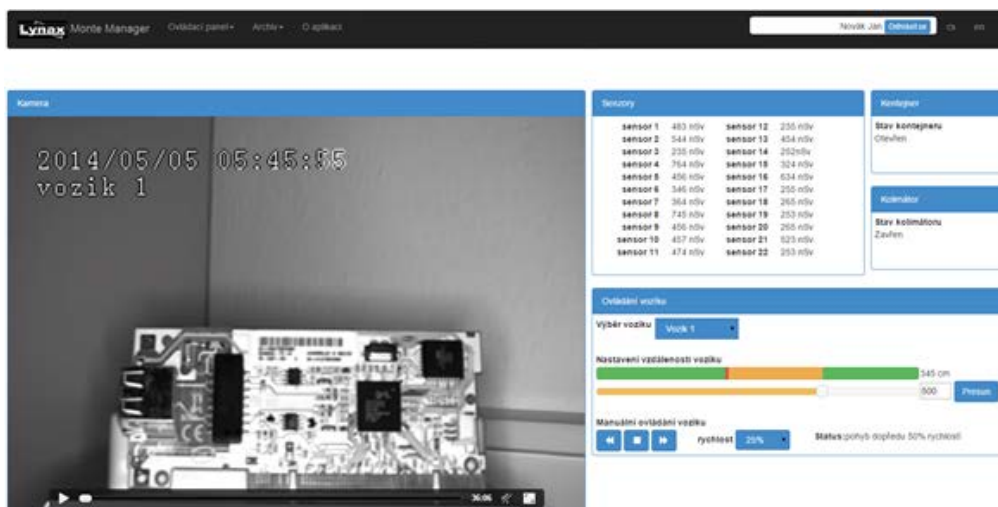 Lynax Monte Manager Ovládací panel Archiv O aplikaci Novák Jan Odhlásit se cs en
Kamera
2014/05/05 05:45:55
vozik 1
36:06
Senzory
sensor 1 483 nSv sensor 12 235 nSv
sensor 2 544 nSv sensor 13 454 nSv
sensor 3 235 nSv sensor 14 252nSv
sensor 4 764 nSv sensor 15 324 nSv
sensor 5 456 nSv sensor 16 634 nSv
sensor 6 346 nSv sensor 17 255 nSv
sensor 7 364 nSv sensor 18 265 nSv
sensor 8 745 nSv sensor 19 253 nSv
sensor 9 456 nSv sensor 20 265 nSv
sensor 10 457 nSv sensor 21 523 nSv
sensor 11 474 nSv sensor 22 253 nSv
Kontejner
Stav kontejneru
Otevřen
Kolimátor
Stav kolimátoru
Zavřen
Ovládání vozíku
Výběr vozíku Vozík 1
Nastavení vzdálenosti vozíku
345 cm
500 Přesun
Manuální ovládání vozíku
rychlost 25% Status:pohyb dopředu 50% rychlostí